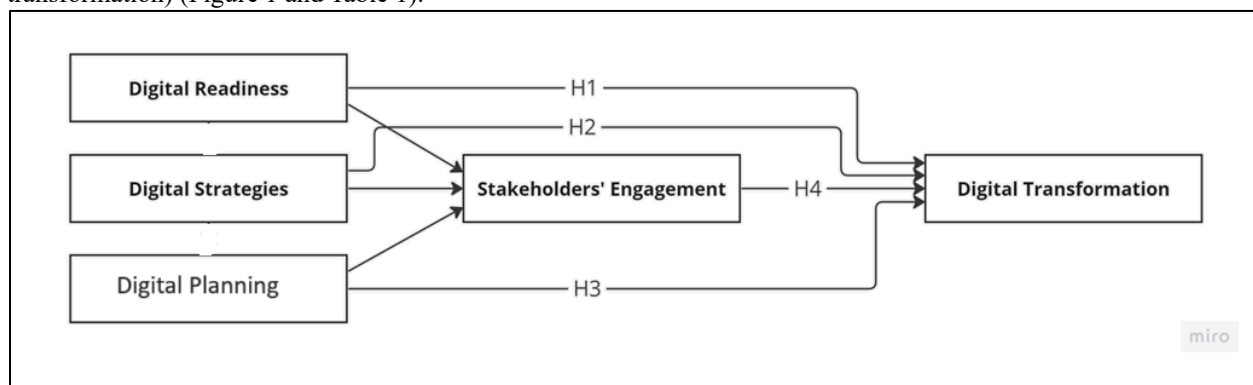 transformation) (Figure 1 and Table 1).
Digital Readiness
H1
H2
Digital Strategies
Stakeholders' Engagement
H4
Digital Transformation
Digital Planning
H3
miro